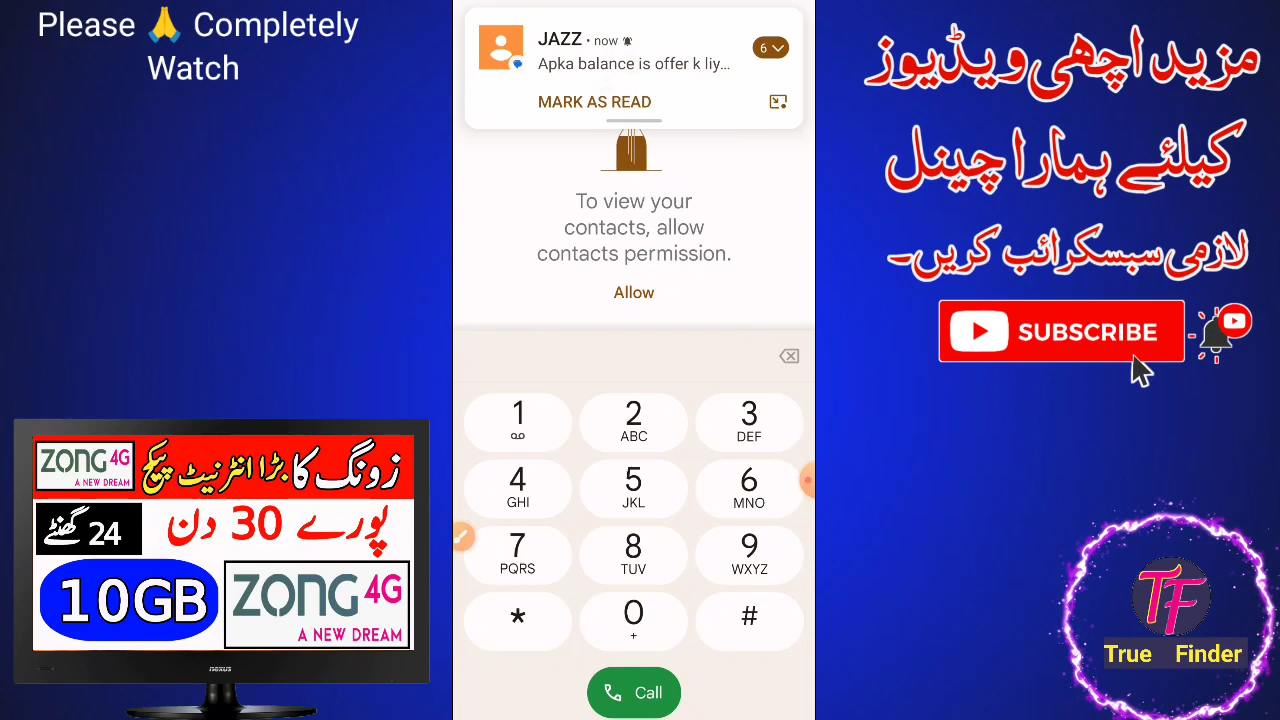 Please 🙏 Completely
Watch
JAZZ • now
Apka balance is offer k liy...
6
MARK AS READ
To view your
contacts, allow
contacts permission.
Allow
1
2
ABC
3
DEF
4
GHI
5
JKL
6
MNO
7
PQRS
8
TUV
9
WXYZ
*
0
+
#
Call
مزید اچھی ویڈیوز
کیلئے ہمارا چینل
لازمی سبسکرائب کریں۔
SUBSCRIBE
ZONG 4G
A NEW DREAM
زونگ کا بڑا انٹرنیٹ پیکج
24 گھنٹے
پورے 30 دن
10GB
ZONG 4G
A NEW DREAM
NEXUS
TF
True Finder